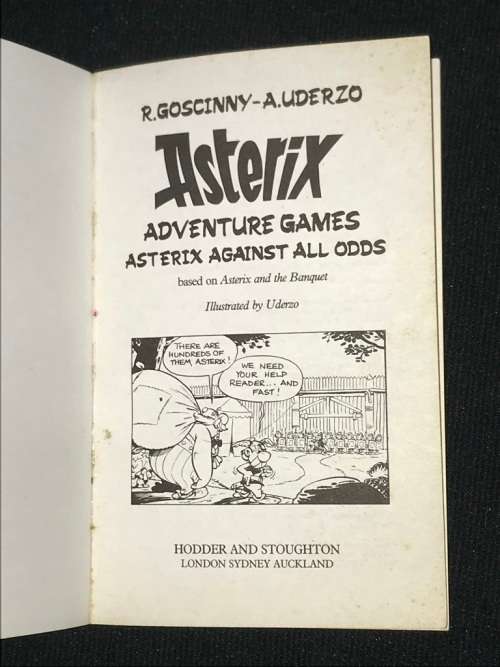 R.GOSCINNY-A.UDERZO
Asterix
ADVENTURE GAMES
ASTERIX AGAINST ALL ODDS
based on Asterix and the Banquet
Illustrated by Uderzo
THERE ARE
HUNDREDS OF
THEM, ASTERIX!
WE NEED
YOUR HELP
READER... AND
FAST!
HODDER AND STOUGHTON
LONDON SYDNEY AUCKLAND